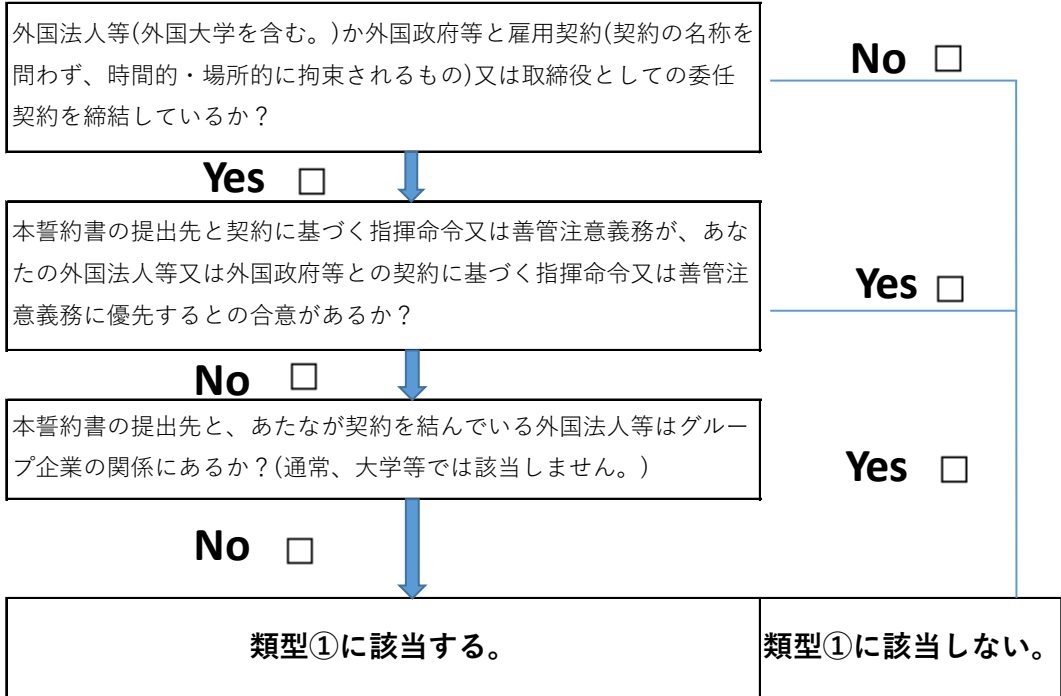 外国法人等(外国大学を含む。)か外国政府等と雇用契約(契約の名称を
問わず、時間的・場所的に拘束されるもの)又は取締役としての委任
契約を締結しているか？
No □
Yes □
本誓約書の提出先と契約に基づく指揮命令又は善管注意義務が、あな
たの外国法人等又は外国政府等との契約に基づく指揮命令又は善管注
意義務に優先するとの合意があるか？
Yes □
No □
本誓約書の提出先と、あたなが契約を結んでいる外国法人等はグルー
プ企業の関係にあるか？(通常、大学等では該当しません。)
Yes □
No □
類型①に該当する。
類型①に該当しない。